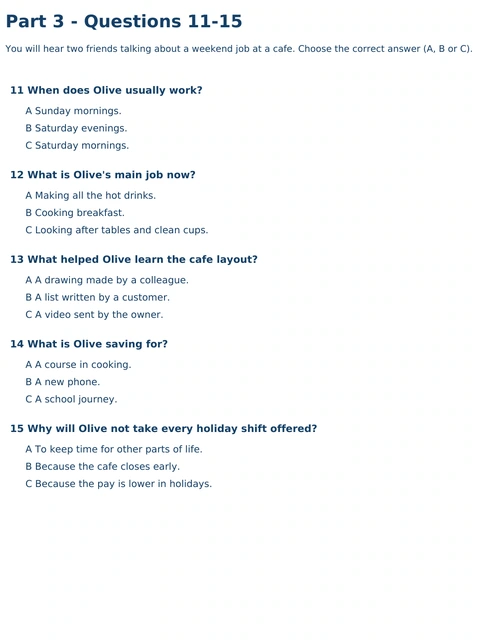 Part 3 - Questions 11-15
You will hear two friends talking about a weekend job at a cafe. Choose the correct answer (A, B or C).
11 When does Olive usually work?
A Sunday mornings.
B Saturday evenings.
C Saturday mornings.
12 What is Olive's main job now?
A Making all the hot drinks.
B Cooking breakfast.
C Looking after tables and clean cups.
13 What helped Olive learn the cafe layout?
A A drawing made by a colleague.
B A list written by a customer.
C A video sent by the owner.
14 What is Olive saving for?
A A course in cooking.
B A new phone.
C A school journey.
15 Why will Olive not take every holiday shift offered?
A To keep time for other parts of life.
B Because the cafe closes early.
C Because the pay is lower in holidays.